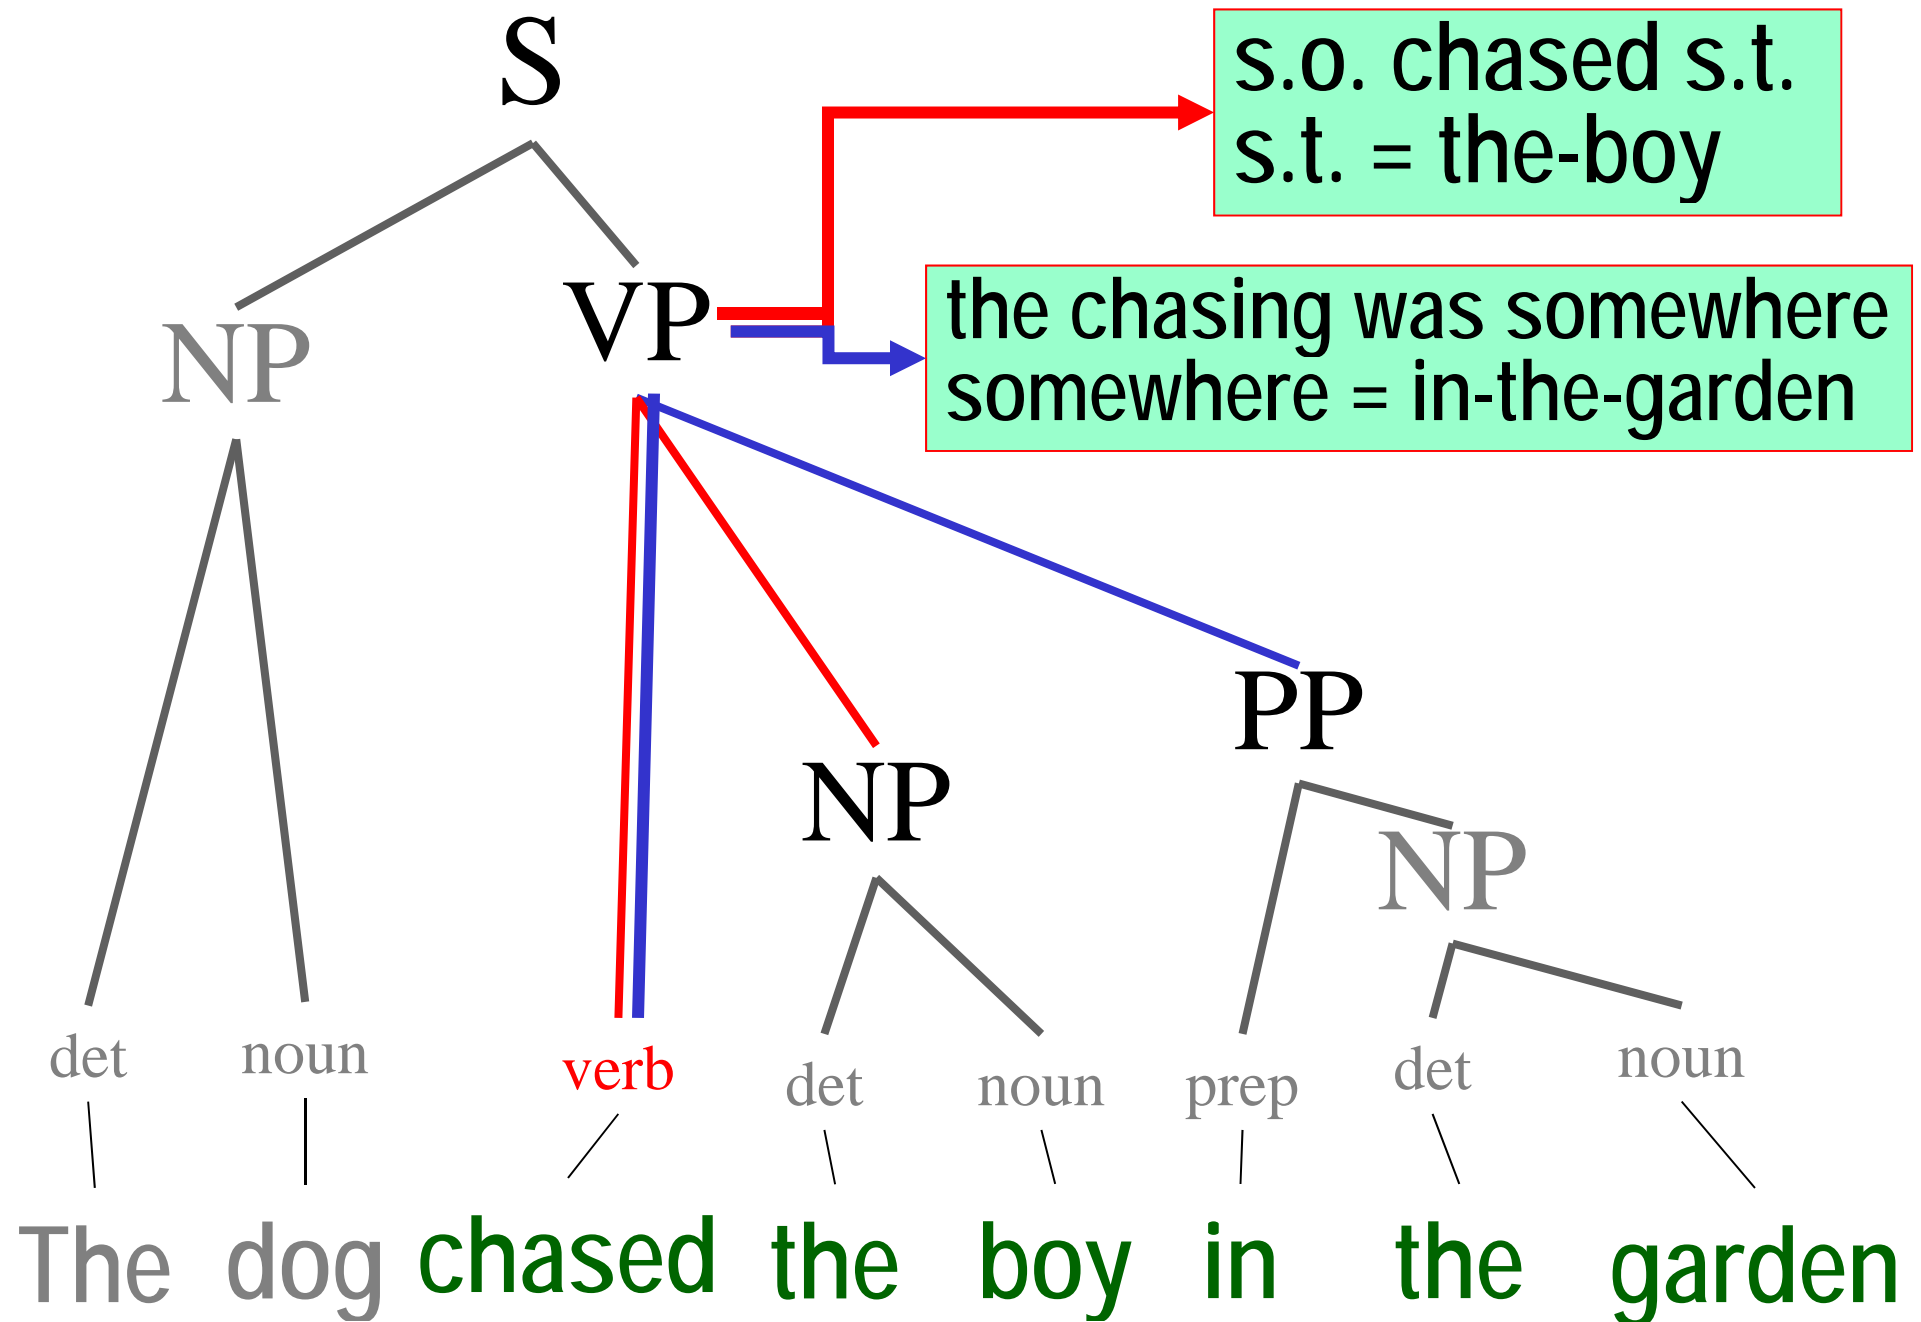 S
s.o. chased s.t.
s.t. = the-boy
NP VP
the chasing was somewhere
somewhere = in-the-garden
PP
NP
NP
det noun verb det noun prep det noun
The dog chased the boy in the garden